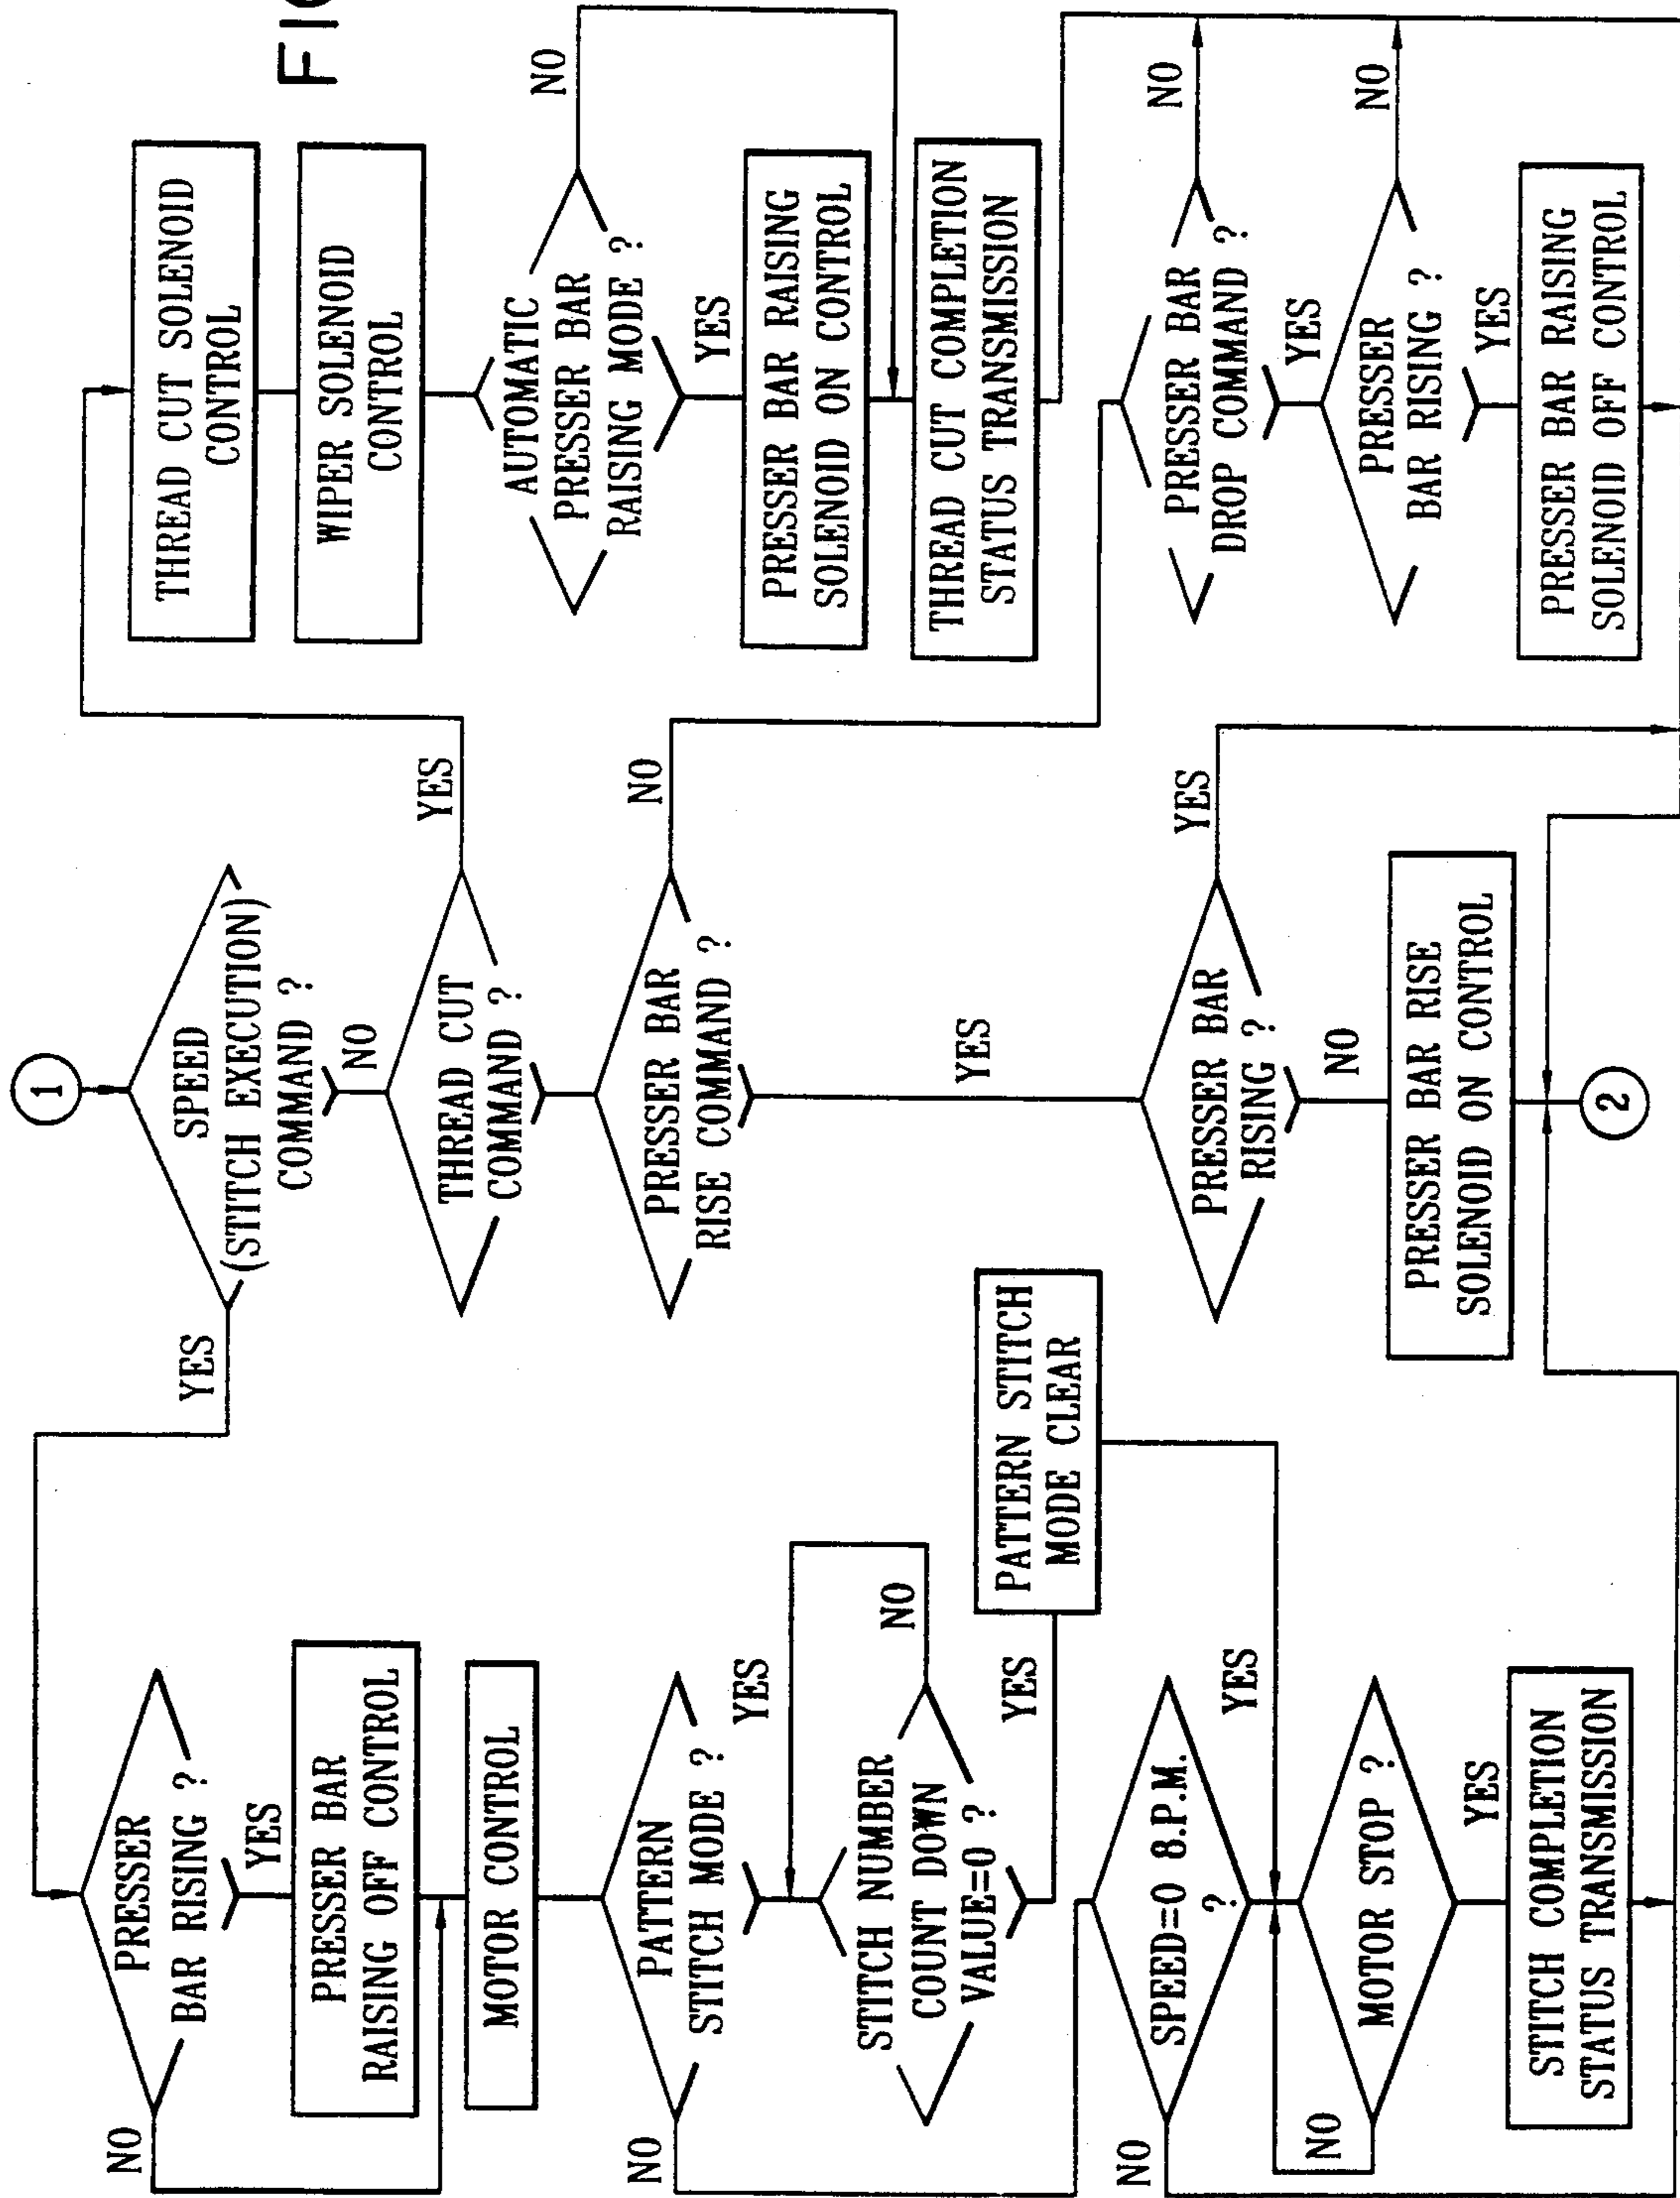 FIG
1
SPEED
(STITCH EXECUTION)
COMMAND ?
YES
NO
PRESSER
BAR RISING ?
NO
YES
PRESSER BAR
RAISING OFF CONTROL
MOTOR CONTROL
PATTERN
STITCH MODE ?
NO
YES
STITCH NUMBER
COUNT DOWN
VALUE=0 ?
NO
YES
PATTERN STITCH
MODE CLEAR
SPEED=0 8.P.M.
?
NO
YES
MOTOR STOP ?
NO
YES
STITCH COMPLETION
STATUS TRANSMISSION
THREAD CUT
COMMAND ?
YES
PRESSER BAR
RISE COMMAND ?
NO
YES
PRESSER BAR
RISING ?
YES
NO
PRESSER BAR RISE
SOLENOID ON CONTROL
2
THREAD CUT SOLENOID
CONTROL
WIPER SOLENOID
CONTROL
AUTOMATIC
PRESSER BAR
RAISING MODE ?
NO
YES
PRESSER BAR RAISING
SOLENOID ON CONTROL
THREAD CUT COMPLETION
STATUS TRANSMISSION
PRESSER BAR
DROP COMMAND ?
NO
YES
PRESSER
BAR RISING ?
NO
YES
PRESSER BAR RAISING
SOLENOID OFF CONTROL